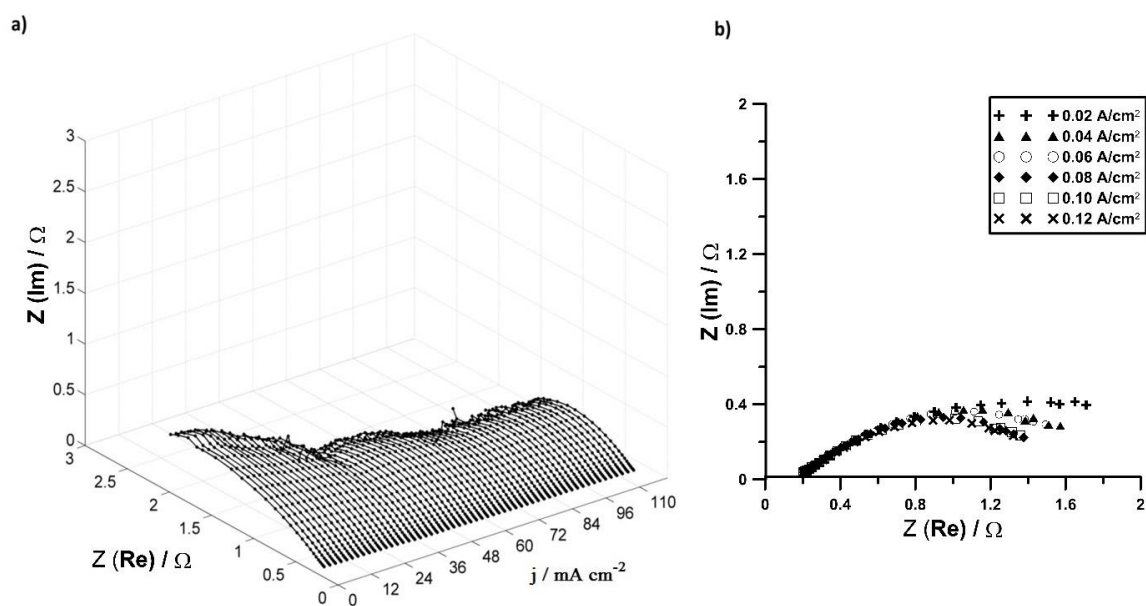 a)
3
2.5
2
1.5
1
0.5
0
Z (Im) / Ω
3
2.5
2
1.5
1
0.5
0
Z (Re) / Ω
0
12
24
36
48
60
72
84
96
110
j / mA cm⁻²
b)
2
1.6
1.2
0.8
0.4
0
Z (Im) / Ω
0.02 A/cm²
0.04 A/cm²
0.06 A/cm²
0.08 A/cm²
0.10 A/cm²
0.12 A/cm²
0
0.4
0.8
1.2
1.6
2
Z (Re) / Ω